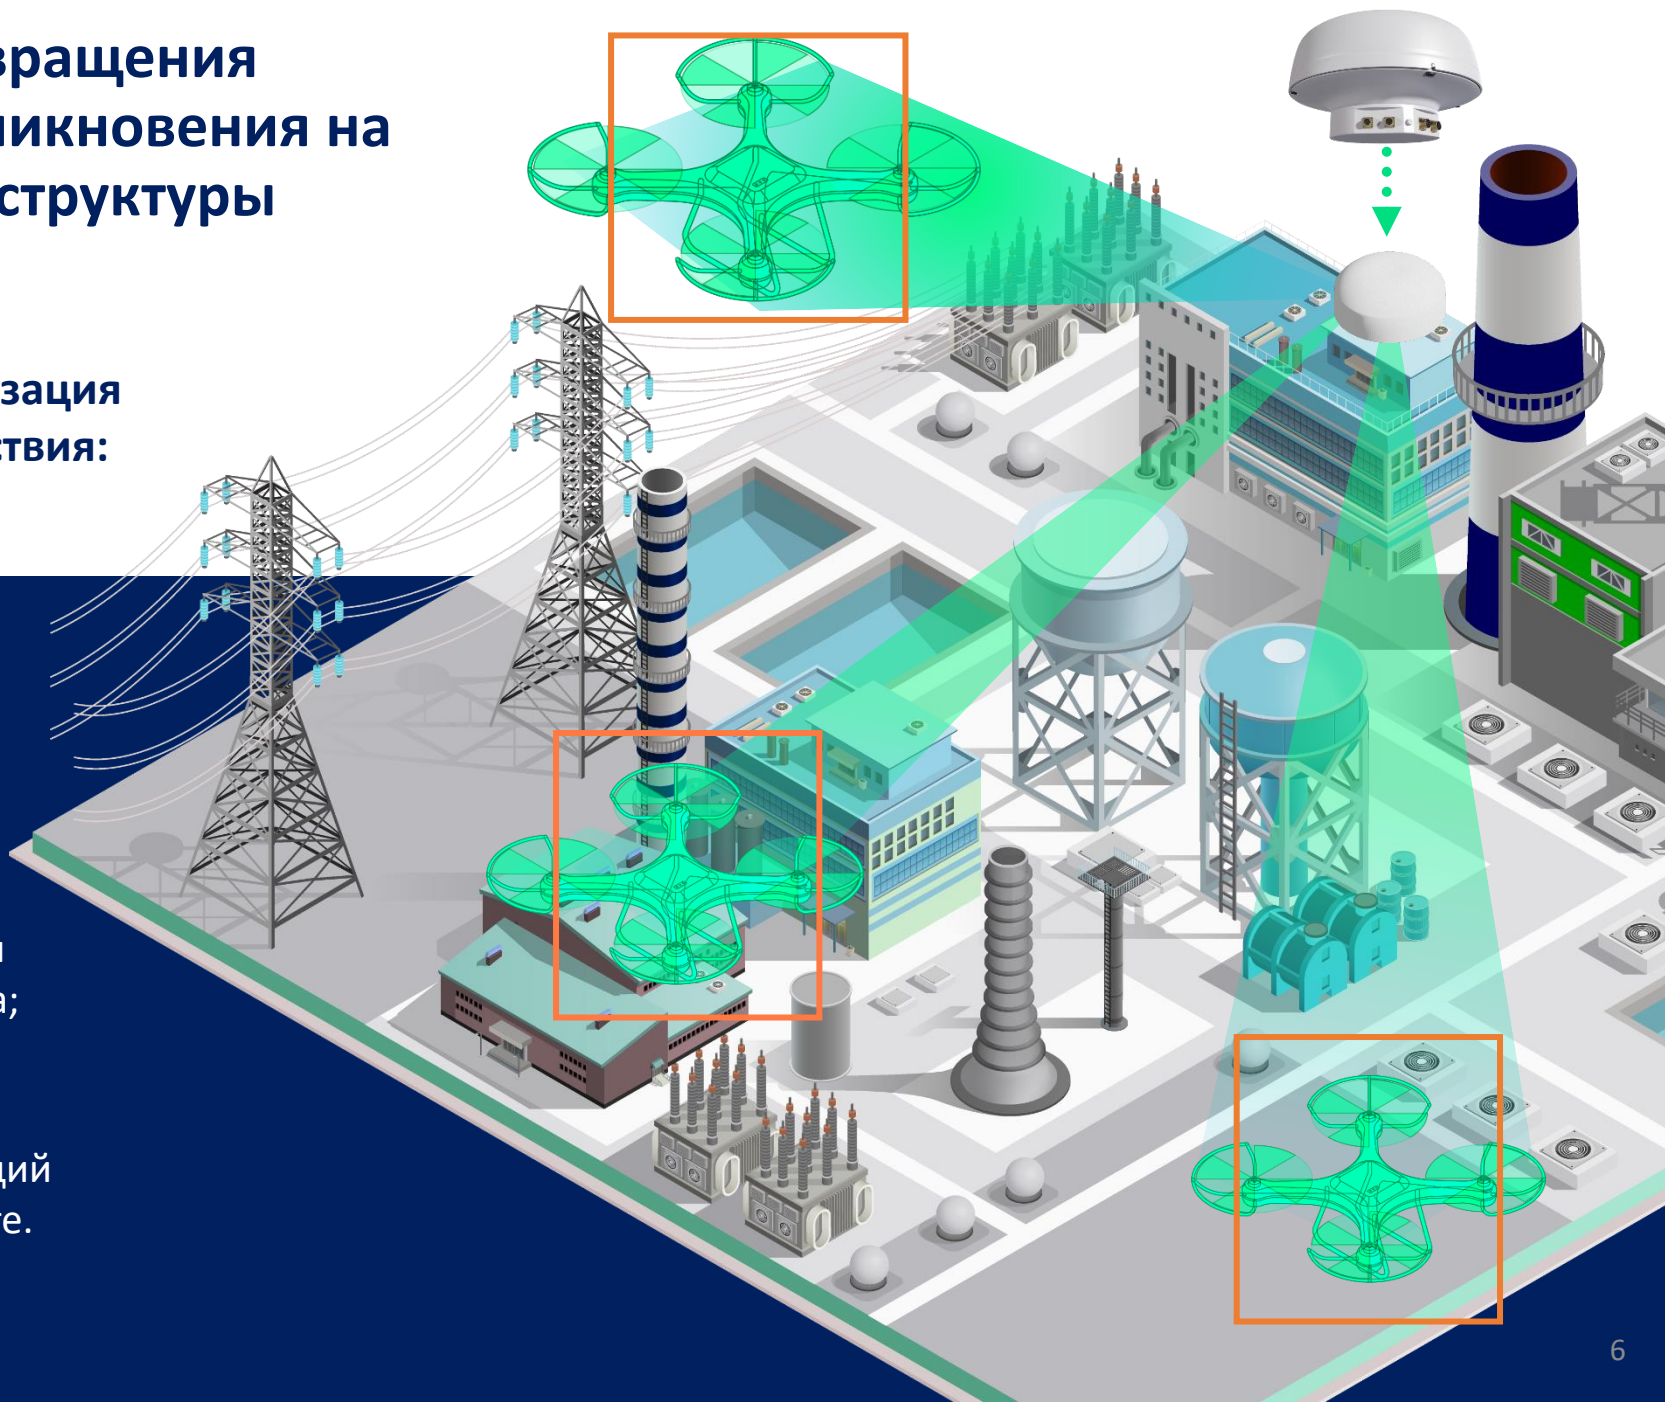 вращения
никновения на
структуры
зация
ствия:
и
а;
ций
те.
6